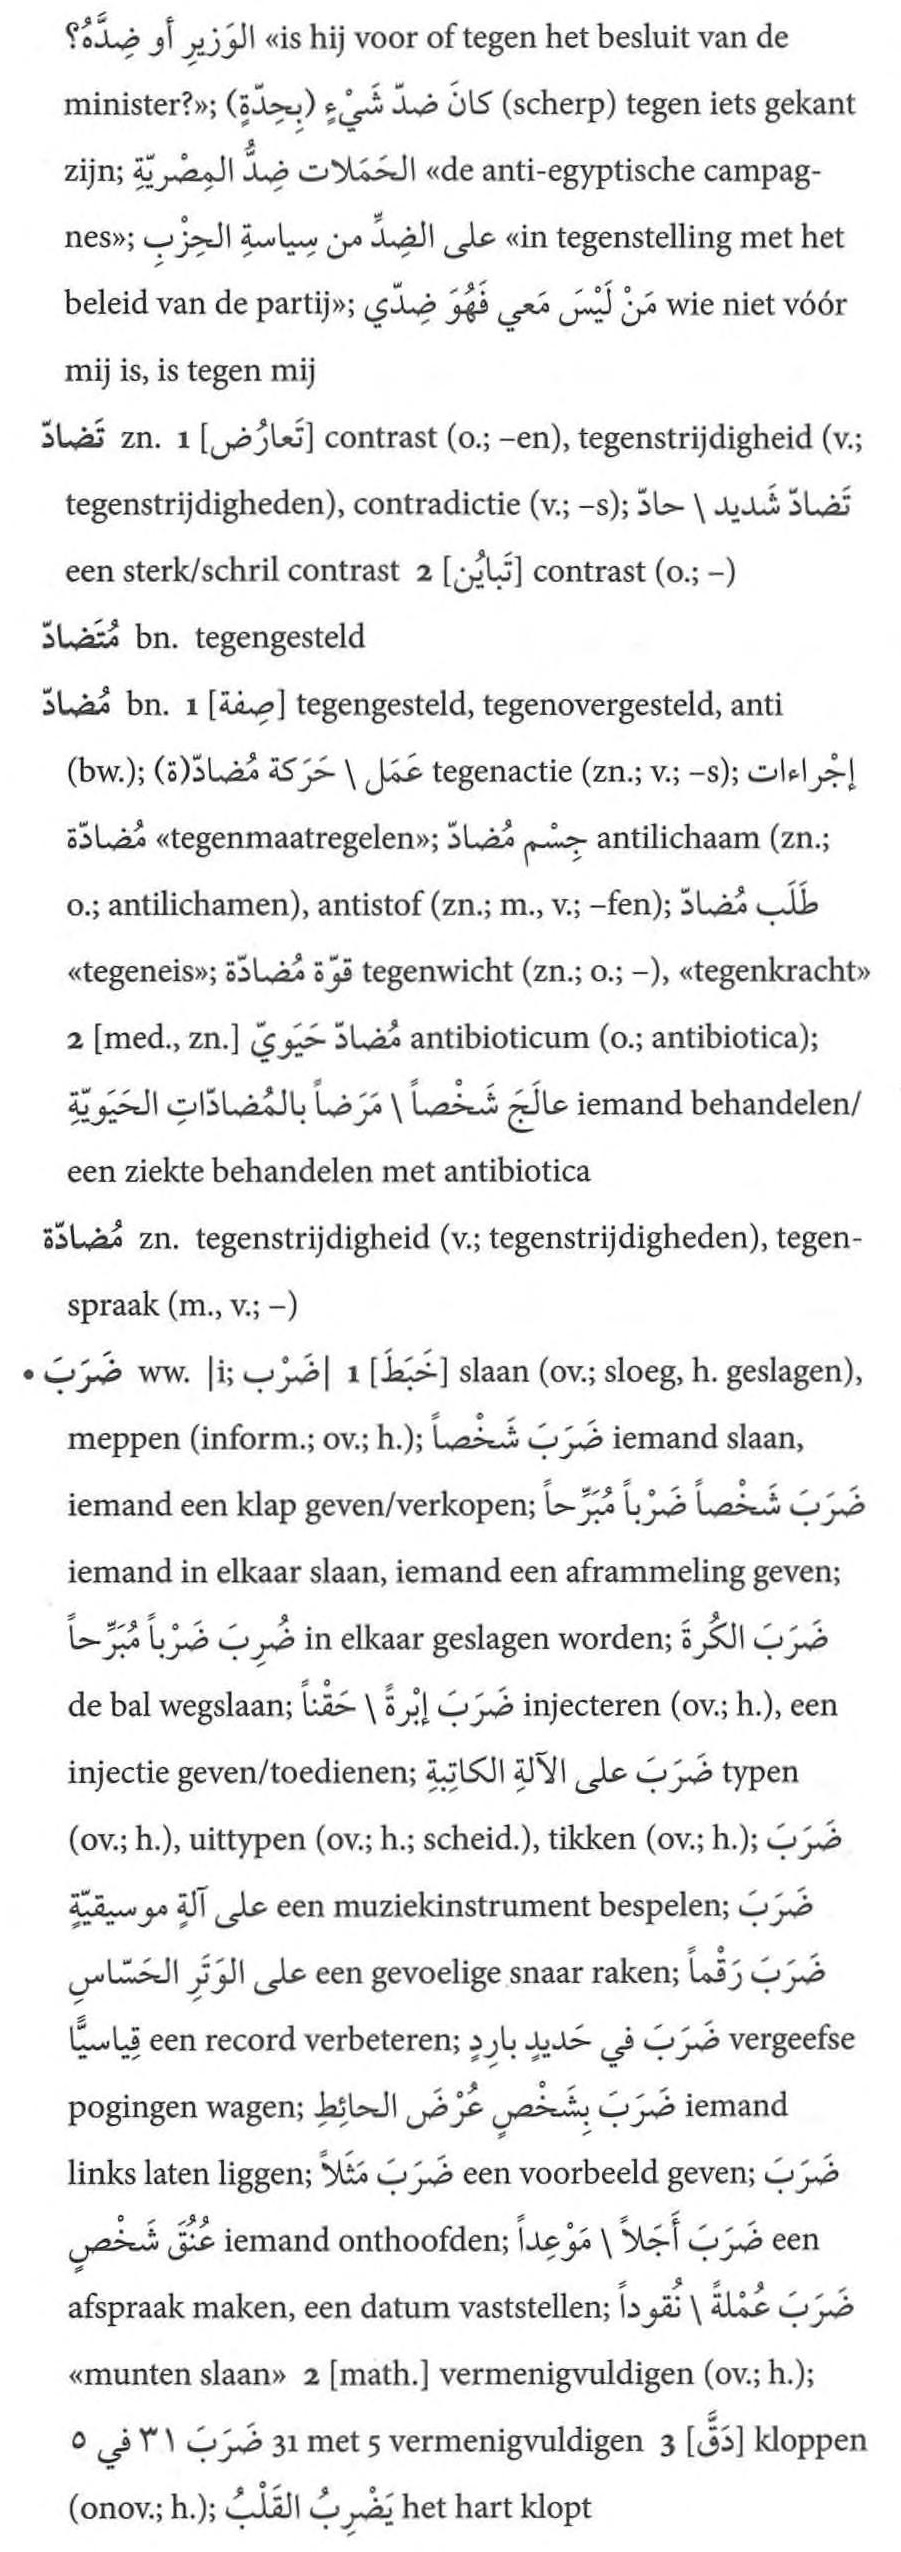 الوَزيرِ أو ضِدَّهُ؟ «is hij voor of tegen het besluit van de
minister?»; كانَ ضدّ شَيْءٍ (بِحِدّةٍ) (scherp) tegen iets gekant
zijn; الحَمَلات ضِدُّ المِصْريّةِ «de anti-egyptische campag-
nes»; على الضِدِّ من سِياسةِ الحِزْبِ «in tegenstelling met het
beleid van de partij»; مَنْ لَيْسَ مَعي فَهُوَ ضِدّي wie niet vóór
mij is, is tegen mij
تَضادّ zn. 1 [تَعارُض] contrast (o.; –en), tegenstrijdigheid (v.;
tegenstrijdigheden), contradictie (v.; –s); تَضادّ شَديد \ حادّ
een sterk/schril contrast 2 [تَبايُن] contrast (o.; –)
مُتَضادّ bn. tegengesteld
مُضادّ bn. 1 [صِفة] tegengesteld, tegenovergesteld, anti
(bw.); عَمَل \ حَرَكة مُضادّ(ة) tegenactie (zn.; v.; –s); إجْراءات
مُضادّة «tegenmaatregelen»; جِسْم مُضادّ antilichaam (zn.;
o.; antilichamen), antistof (zn.; m., v.; –fen); طَلَب مُضادّ
«tegeneis»; قوّة مُضادّة tegenwicht (zn.; o.; –), «tegenkracht»
2 [med., zn.] مُضادّ حَيَويّ antibioticum (o.; antibiotica);
عالَجَ شَخْصاً \ مَرَضاً بالمُضادّاتِ الحَيَويّةِ iemand behandelen/
een ziekte behandelen met antibiotica
مُضادّة zn. tegenstrijdigheid (v.; tegenstrijdigheden), tegen-
spraak (m., v.; –)
• ضَرَبَ ww. |i; ضَرْب| 1 [خَبَطَ] slaan (ov.; sloeg, h. geslagen),
meppen (inform.; ov.; h.); ضَرَبَ شَخْصاً iemand slaan,
iemand een klap geven/verkopen; ضَرَبَ شَخْصاً ضَرْباً مُبَرِّحاً
iemand in elkaar slaan, iemand een aframmeling geven;
ضُرِبَ ضَرْباً مُبَرِّحاً in elkaar geslagen worden; ضَرَبَ الكُرةَ
de bal wegslaan; ضَرَبَ إبْرةً \ حَقْناً injecteren (ov.; h.), een
injectie geven/toedienen; ضَرَبَ على الآلةِ الكاتِبةِ typen
(ov.; h.), uittypen (ov.; h.; scheid.), tikken (ov.; h.); ضَرَبَ
على آلةٍ موسيقيّةٍ een muziekinstrument bespelen; ضَرَبَ
على الوَتَرِ الحَسّاسِ een gevoelige snaar raken; ضَرَبَ رَقْماً
قِياسيًّا een record verbeteren; ضَرَبَ في حَديدٍ بارِدٍ vergeefse
pogingen wagen; ضَرَبَ بِشَخْصٍ عُرْضَ الحائِطِ iemand
links laten liggen; ضَرَبَ مَثَلاً een voorbeeld geven; ضَرَبَ
عُنُقَ شَخْصٍ iemand onthoofden; ضَرَبَ أَجَلاً \ مَوْعِداً een
afspraak maken, een datum vaststellen; ضَرَبَ عُمْلةً \ نُقوداً
«munten slaan» 2 [math.] vermenigvuldigen (ov.; h.);
ضَرَبَ ٣١ في ٥ 31 met 5 vermenigvuldigen 3 [دَقَّ] kloppen
(onov.; h.); يَضْرِبُ القَلْبُ het hart klopt